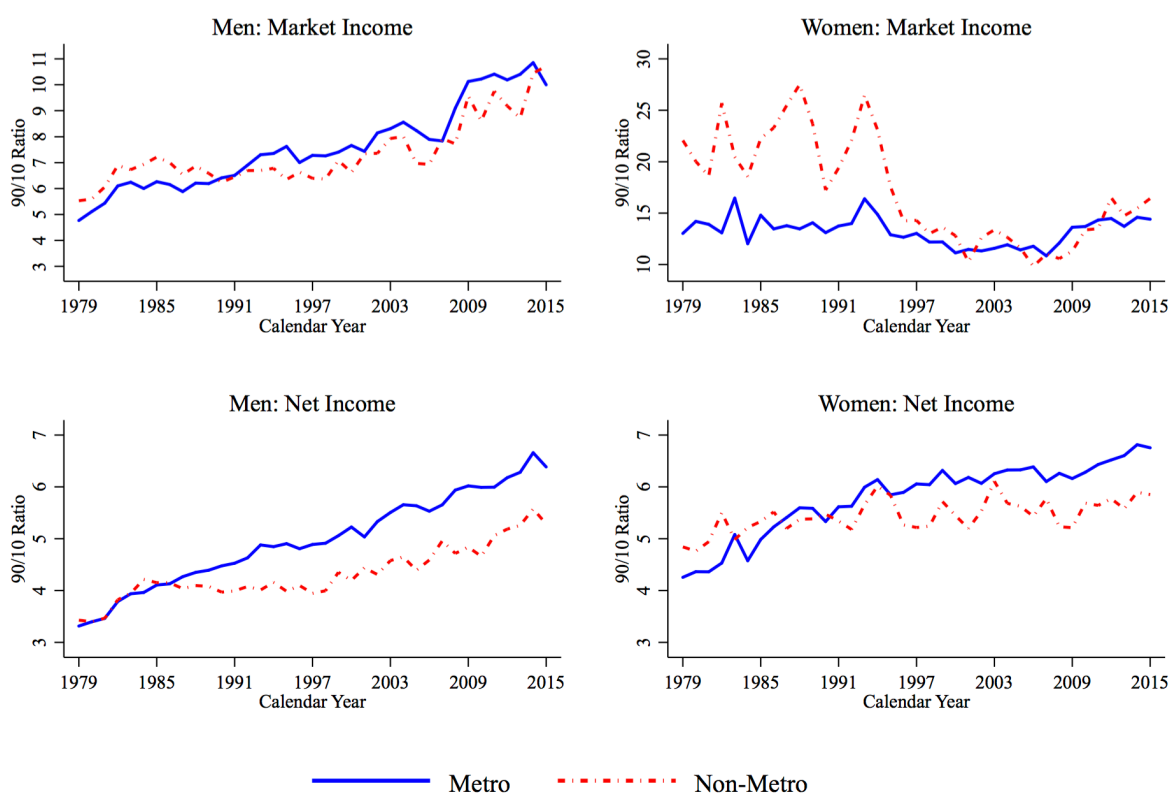 Men: Market Income
90/10 Ratio
3 4 5 6 7 8 9 10 11
1979 1985 1991 1997 2003 2009 2015
Calendar Year
Women: Market Income
90/10 Ratio
10 15 20 25 30
1979 1985 1991 1997 2003 2009 2015
Calendar Year
Men: Net Income
90/10 Ratio
3 4 5 6 7
1979 1985 1991 1997 2003 2009 2015
Calendar Year
Women: Net Income
90/10 Ratio
3 4 5 6 7
1979 1985 1991 1997 2003 2009 2015
Calendar Year
Metro Non-Metro